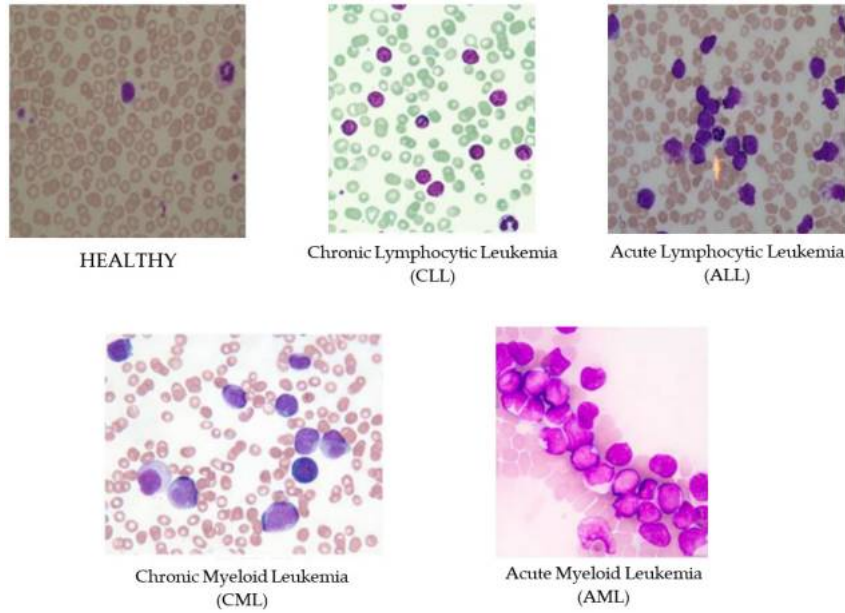 HEALTHY
Chronic Lymphocytic Leukemia
(CLL)
Acute Lymphocytic Leukemia
(ALL)
Chronic Myeloid Leukemia
(CML)
Acute Myeloid Leukemia
(AML)